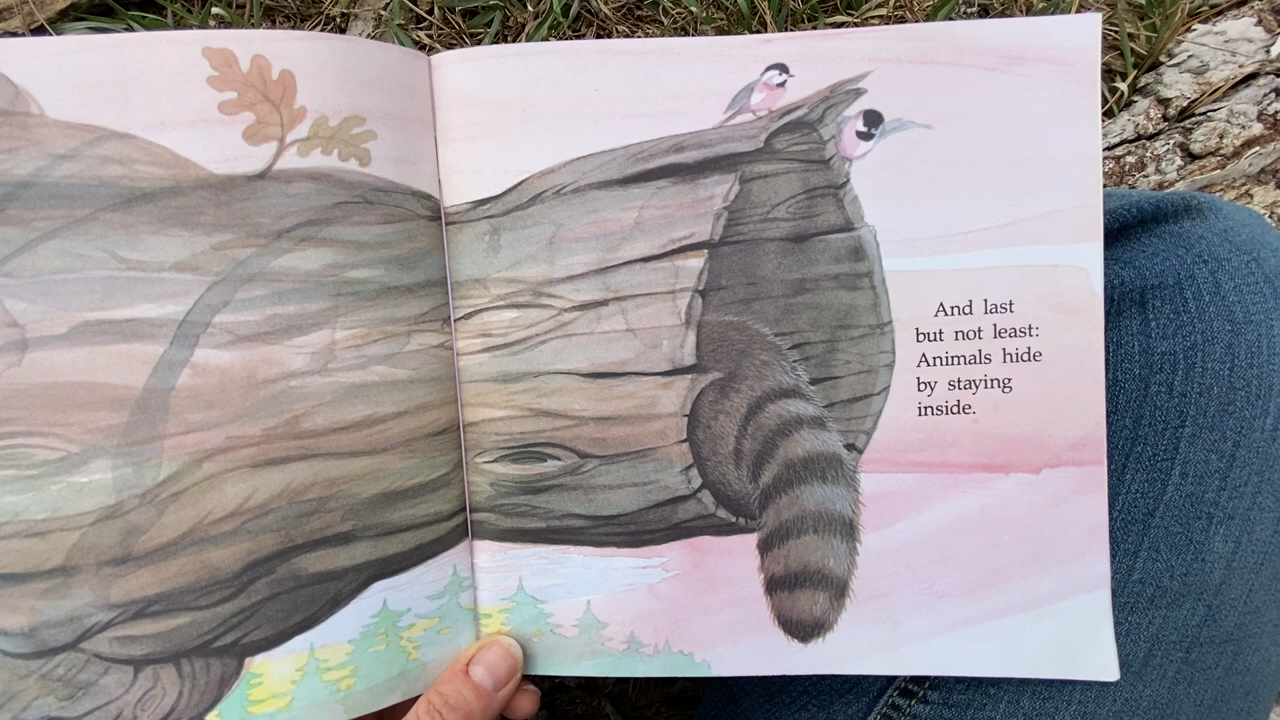 And last
but not least:
Animals hide
by staying
inside.